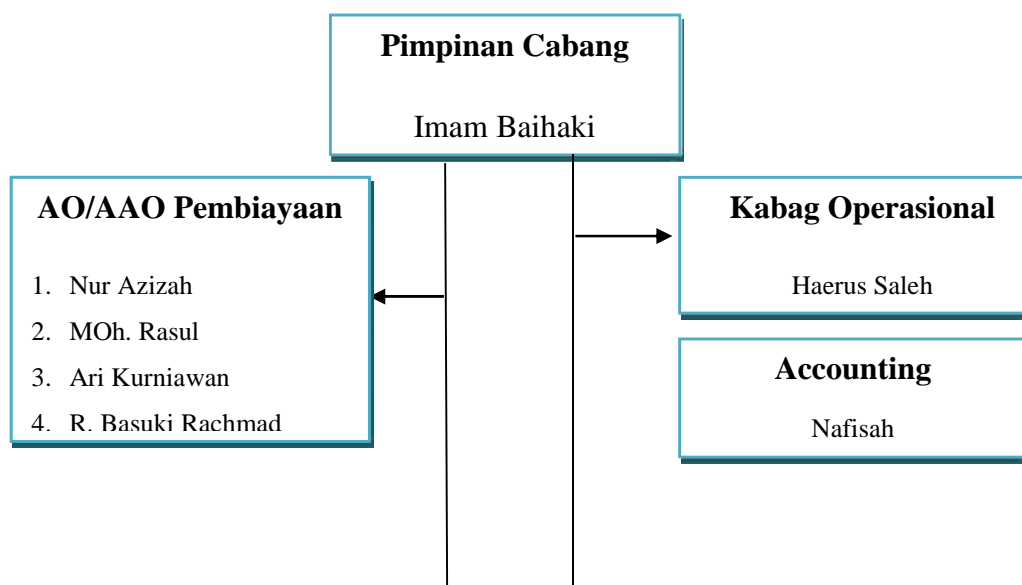 Pimpinan Cabang
Imam Baihaki
AO/AAO Pembiayaan
1. Nur Azizah
2. MOh. Rasul
3. Ari Kurniawan
4. R. Basuki Rachmad
Kabag Operasional
Haerus Saleh
Accounting
Nafisah